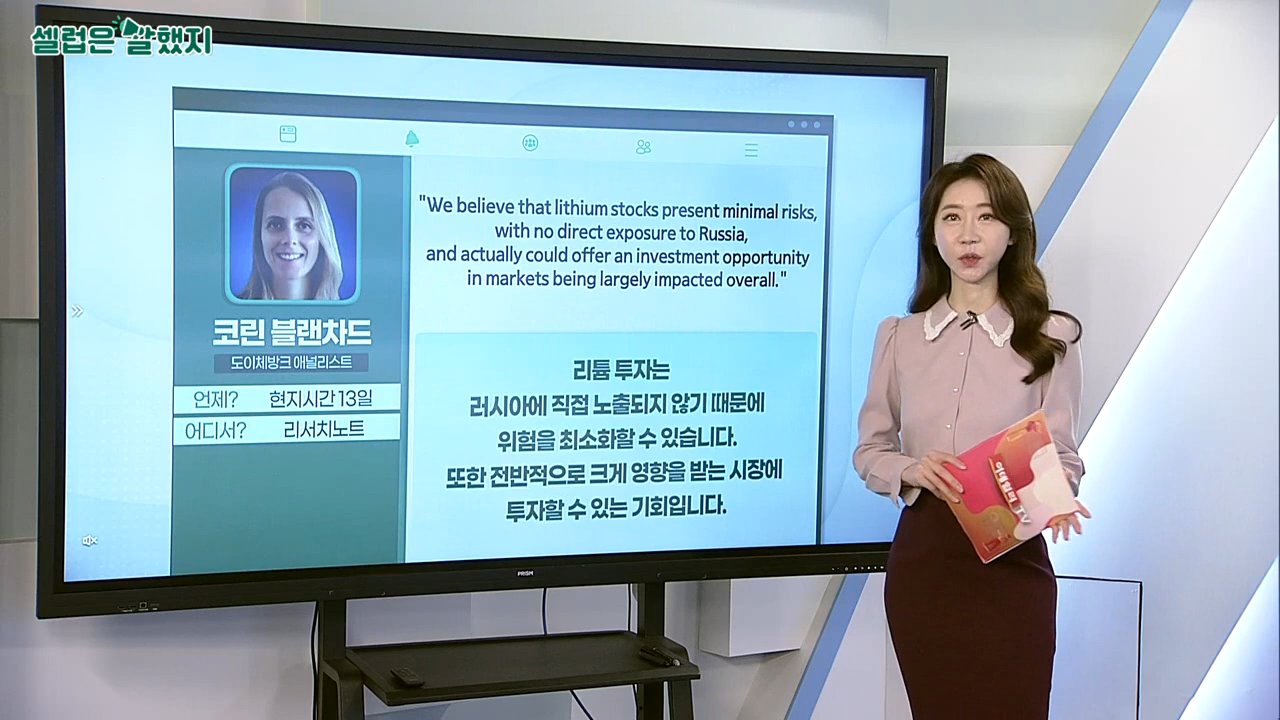 셀럽은 말했지
"We believe that lithium stocks present minimal risks,
with no direct exposure to Russia,
and actually could offer an investment opportunity
in markets being largely impacted overall."
코린 블랜차드
도이체방크 애널리스트
언제? 현지시간 13일
어디서? 리서치노트
리튬 투자는
러시아에 직접 노출되지 않기 때문에
위험을 최소화할 수 있습니다.
또한 전반적으로 크게 영향을 받는 시장에
투자할 수 있는 기회입니다.
PRISM
이데일리 TV